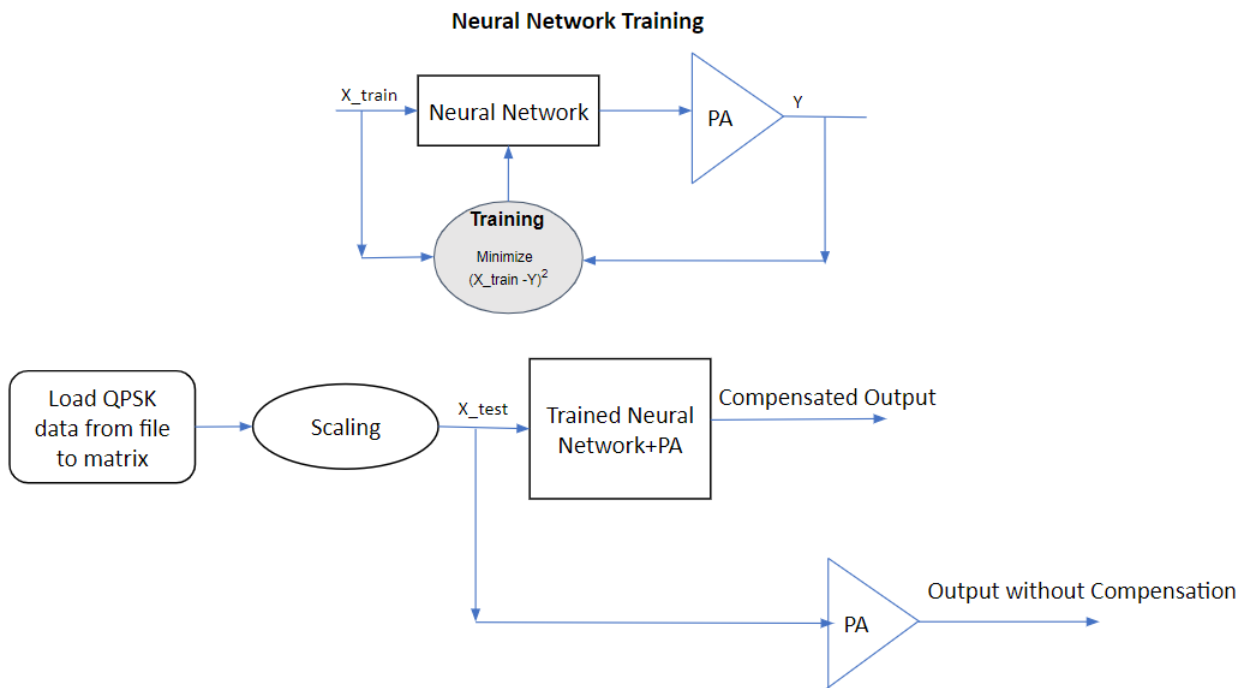 Neural Network Training
X_train
Neural Network
PA
Y
Training
Minimize
(X_train -Y)²
Load QPSK
data from file
to matrix
Scaling
X_test
Trained Neural
Network+PA
Compensated Output
PA
Output without Compensation